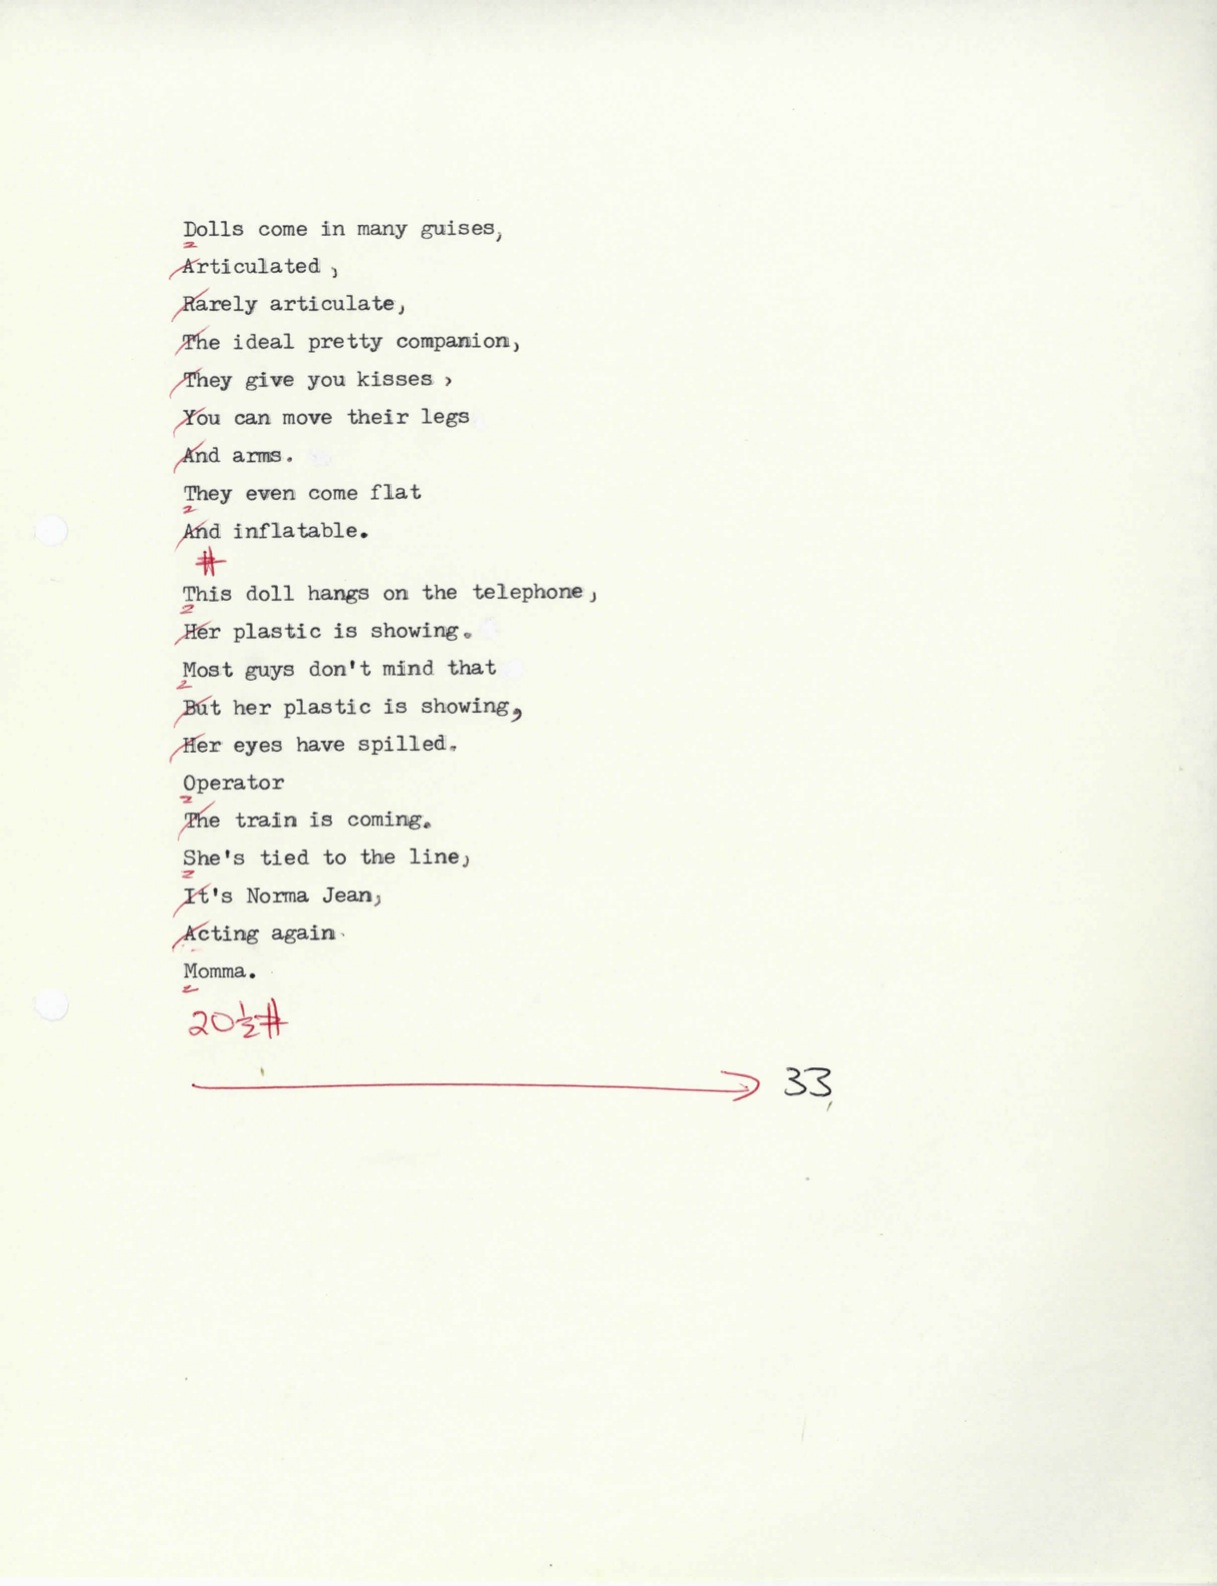 Dolls come in many guises,
Articulated,
Rarely articulate,
The ideal pretty companion,
They give you kisses,
You can move their legs
And arms.
They even come flat
And inflatable.
#
This doll hangs on the telephone,
Her plastic is showing.
Most guys don't mind that
But her plastic is showing,
Her eyes have spilled.
Operator
The train is coming.
She's tied to the line,
It's Norma Jean,
Acting again.
Momma.
20½#
33